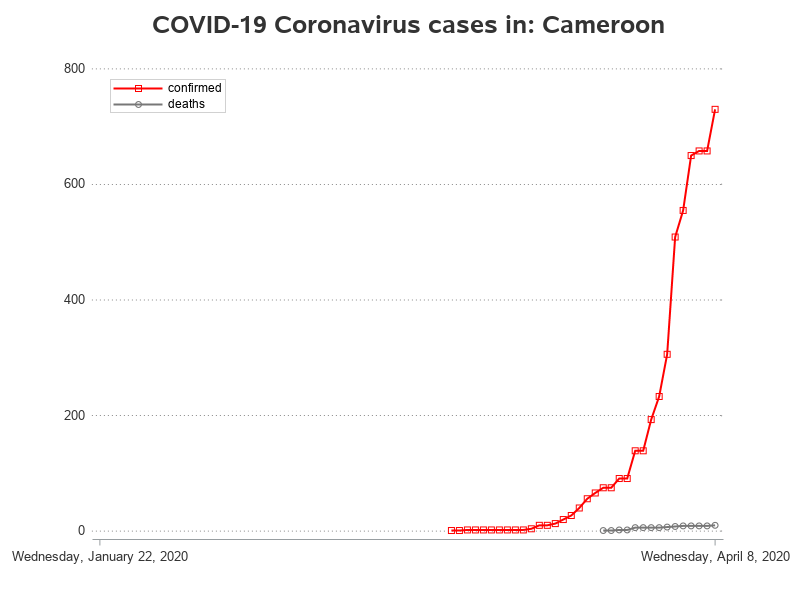 COVID-19 Coronavirus cases in: Cameroon
800
confirmed
deaths
600
400
200
0
Wednesday, January 22, 2020 Wednesday, April 8, 2020